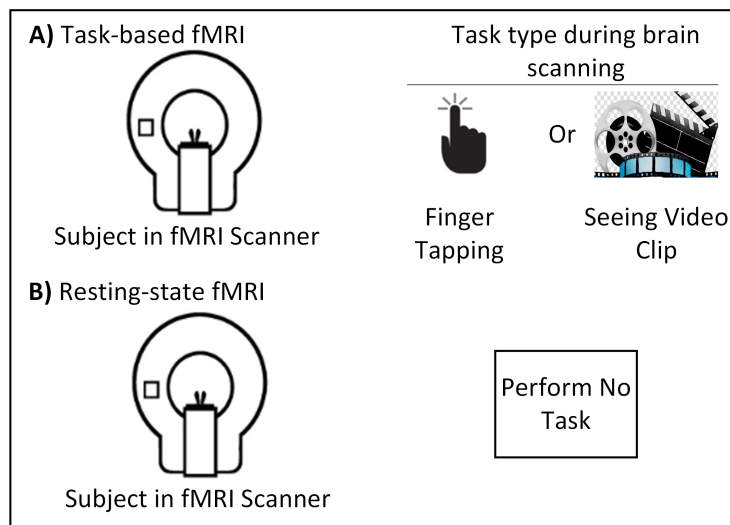 A) Task-based fMRI
Task type during brain
scanning
Or
Subject in fMRI Scanner
Finger
Tapping
Seeing Video
Clip
B) Resting-state fMRI
Perform No
Task
Subject in fMRI Scanner